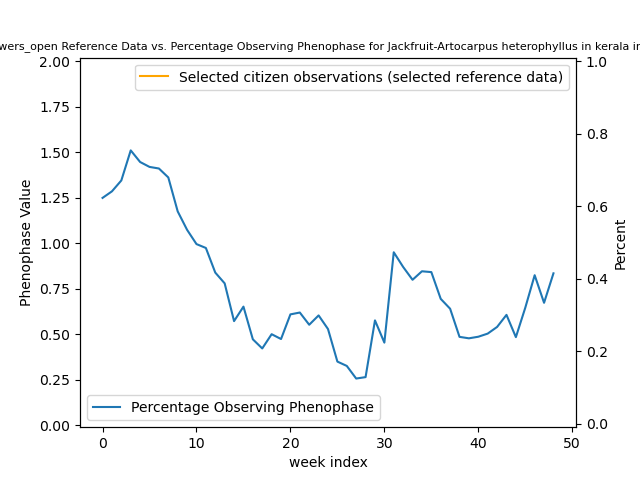 wers_open Reference Data vs. Percentage Observing Phenophase for Jackfruit-Artocarpus heterophyllus in kerala in
2.00
1.75
1.50
1.25
1.00
0.75
0.50
0.25
0.00
Phenophase Value
Selected citizen observations (selected reference data)
Percentage Observing Phenophase
1.0
0.8
0.6
0.4
0.2
0.0
Percent
0 10 20 30 40 50
week index